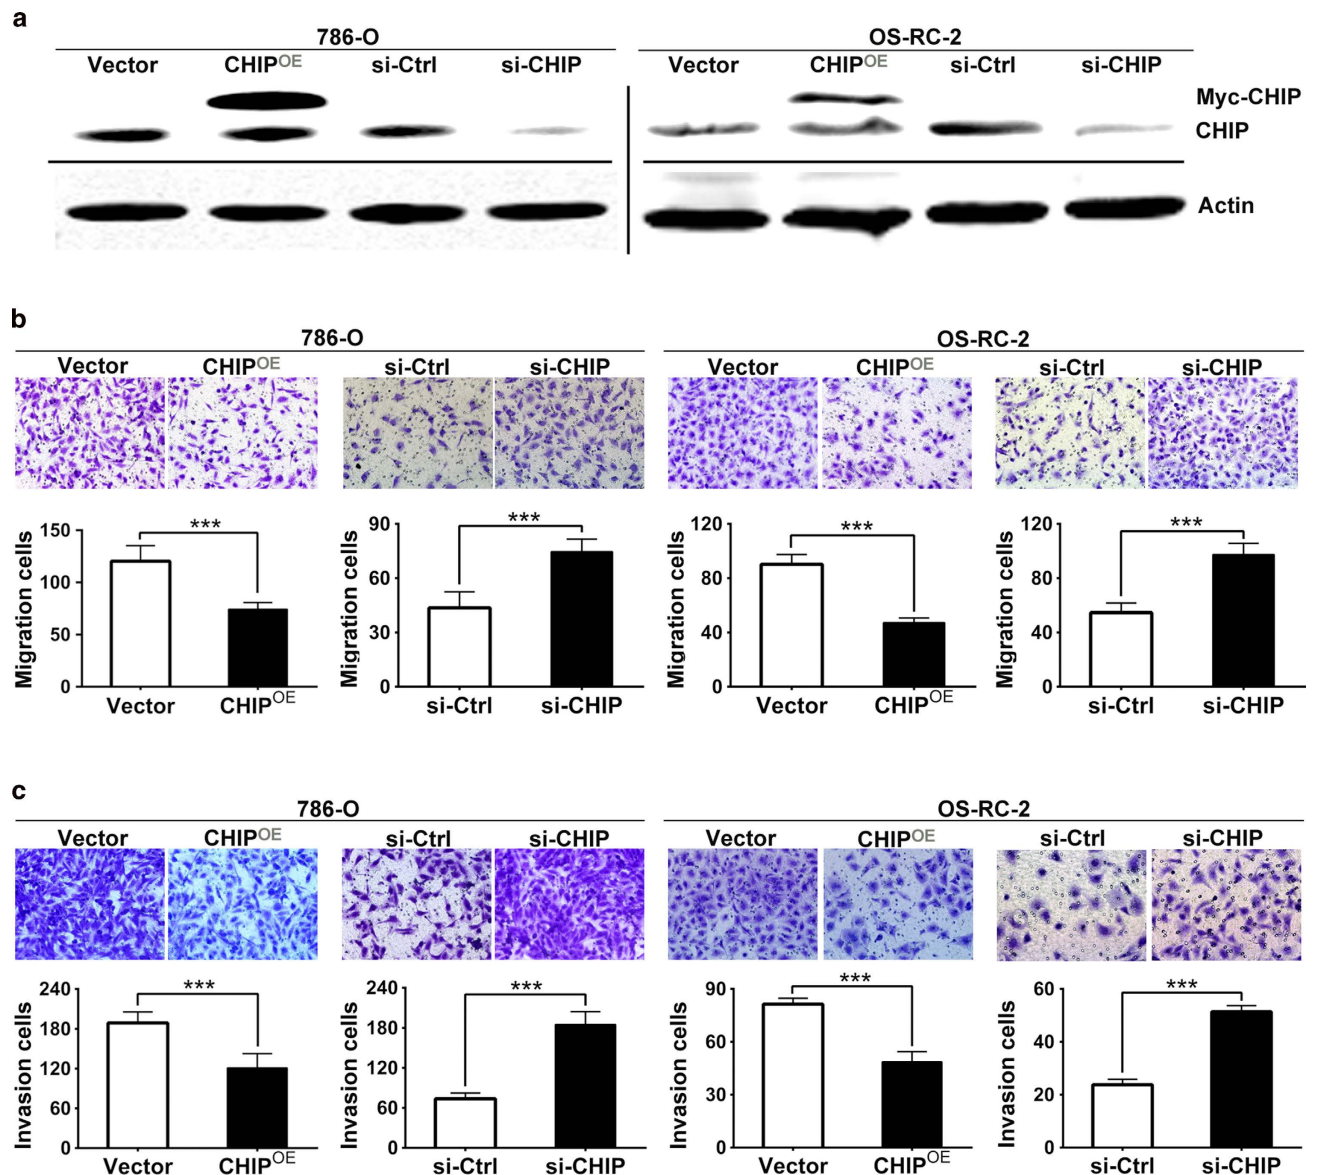 a
786-O OS-RC-2
Vector CHIPOE si-Ctrl si-CHIP Vector CHIPOE si-Ctrl si-CHIP
Myc-CHIP
CHIP
Actin
b
786-O OS-RC-2
Vector CHIPOE si-Ctrl si-CHIP Vector CHIPOE si-Ctrl si-CHIP
Migration cells
150
100
50
0
***
Vector CHIPOE
Migration cells
90
60
30
0
***
si-Ctrl si-CHIP
Migration cells
120
80
40
0
***
Vector CHIPOE
Migration cells
120
80
40
0
***
si-Ctrl si-CHIP
c
786-O OS-RC-2
Vector CHIPOE si-Ctrl si-CHIP Vector CHIPOE si-Ctrl si-CHIP
Invasion cells
240
180
120
60
0
***
Vector CHIPOE
Invasion cells
240
180
120
60
0
***
si-Ctrl si-CHIP
Invasion cells
90
60
30
0
***
Vector CHIPOE
Invasion cells
60
40
20
0
***
si-Ctrl si-CHIP